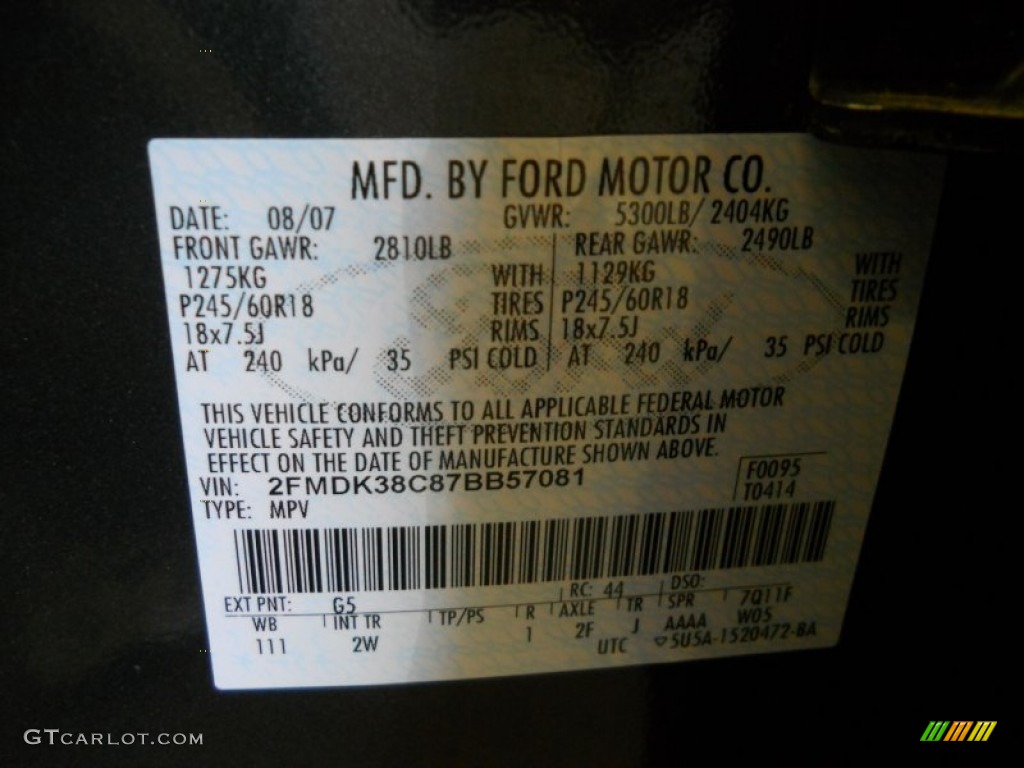 MFD. BY FORD MOTOR CO.
DATE: 08/07 GVWR: 5300LB/ 2404KG
FRONT GAWR: 2810LB REAR GAWR: 2490LB
1275KG WITH 1129KG WITH
P245/60R18 TIRES P245/60R18 TIRES
18x7.5J RIMS 18x7.5J RIMS
AT 240 kPa/ 35 PSI COLD AT 240 kPa/ 35 PSI COLD
THIS VEHICLE CONFORMS TO ALL APPLICABLE FEDERAL MOTOR
VEHICLE SAFETY AND THEFT PREVENTION STANDARDS IN
EFFECT ON THE DATE OF MANUFACTURE SHOWN ABOVE.
VIN: 2FMDK38C87BB57081 F0095
TYPE: MPV T0414
EXT PNT: G5 RC: 44 DSO:
WB INT TR TP/PS R AXLE TR SPR 7Q11F
111 2W 1 2F J AAAA W05
UTC ▽5U5A-1520472-BA
GTCARLOT.COM